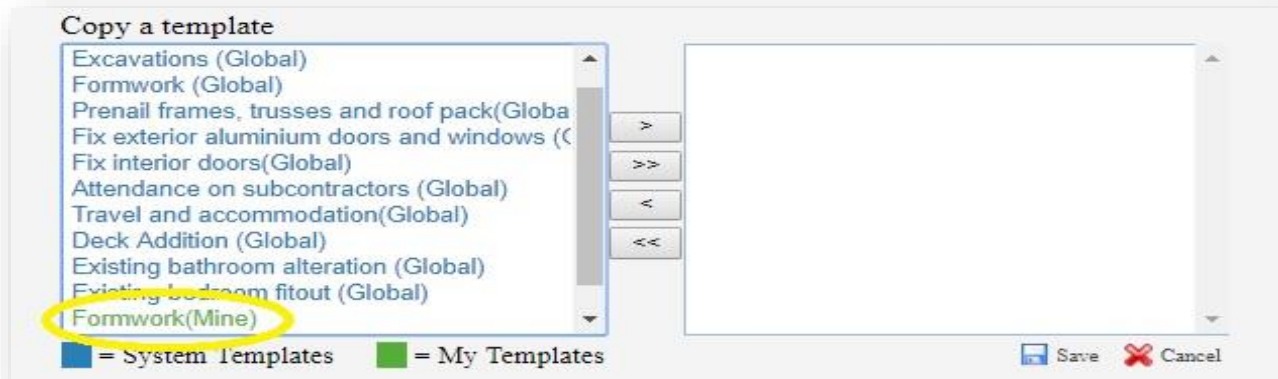 Copy a template
Excavations (Global)
Formwork (Global)
Prenail frames, trusses and roof pack(Globa
Fix exterior aluminium doors and windows ((
Fix interior doors(Global)
Attendance on subcontractors (Global)
Travel and accommodation(Global)
Deck Addition (Global)
Existing bathroom alteration (Global)
Existing bedroom fitout (Global)
Formwork(Mine)
>
>>
<
<<
= System Templates = My Templates
Save Cancel